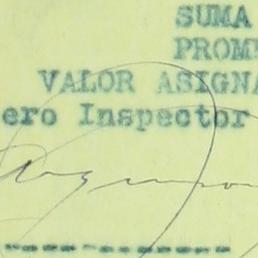 SUMA
PROM
VALOR ASIGNA
ero Inspector